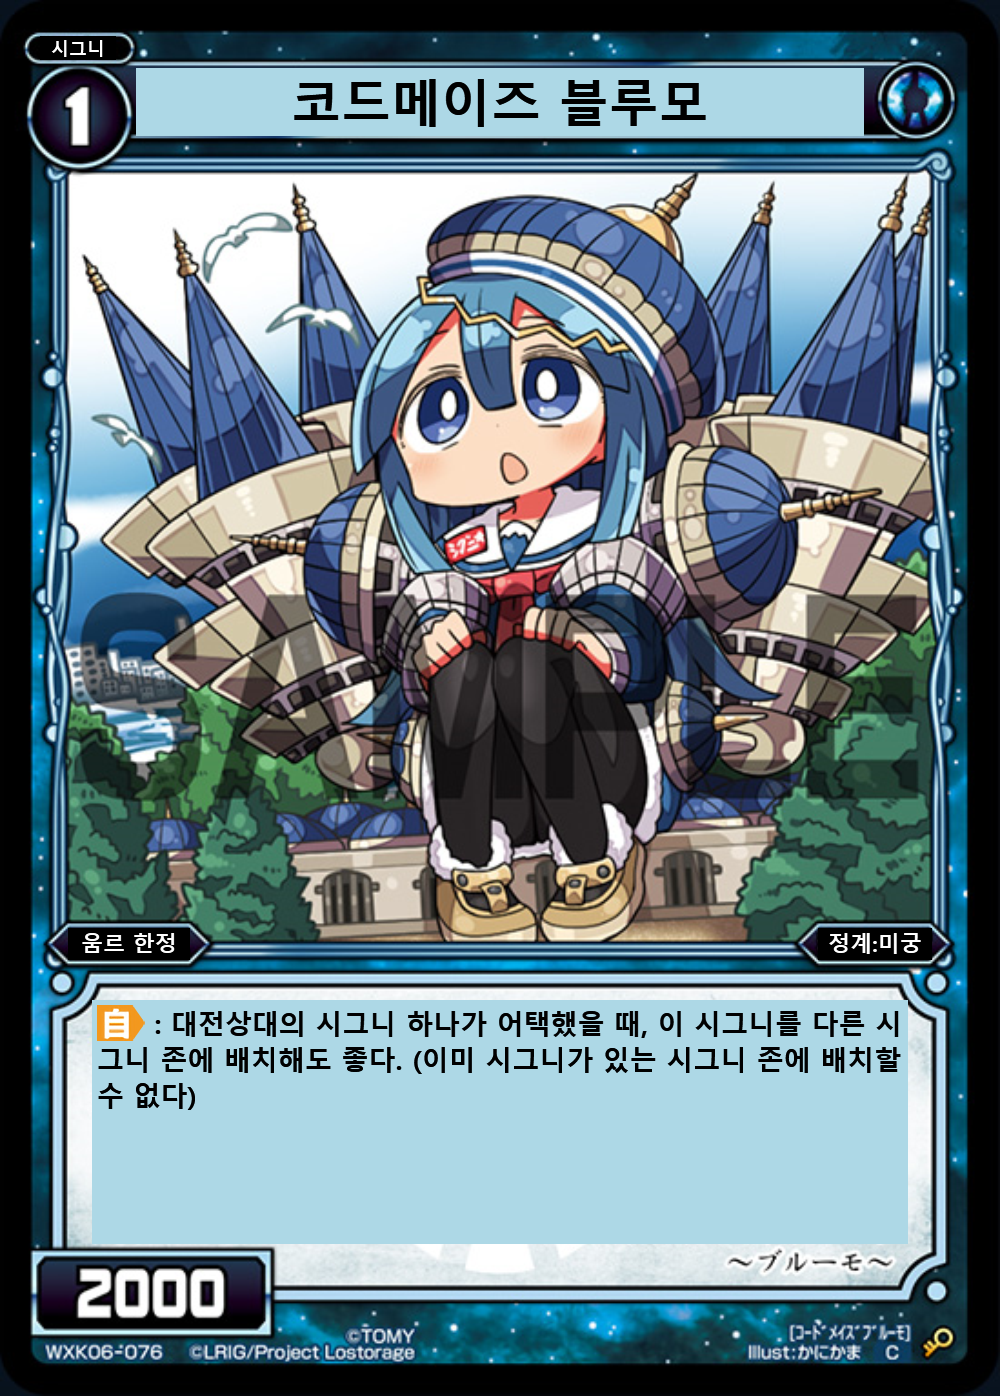 시그니
1
코드메이즈 블루모
シグニ
SAMPLE
움르 한정
정계:미궁
自 : 대전상대의 시그니 하나가 어택했을 때, 이 시그니를 다른 시
그니 존에 배치해도 좋다. (이미 시그니가 있는 시그니 존에 배치할
수 없다)
～ブルーモ～
2000
©TOMY
[ｺｰﾄﾞﾒｲｽﾞﾌﾞﾙｰﾓ]
WXK06-076 ©LRIG/Project Lostorage
Illust:かにかま C